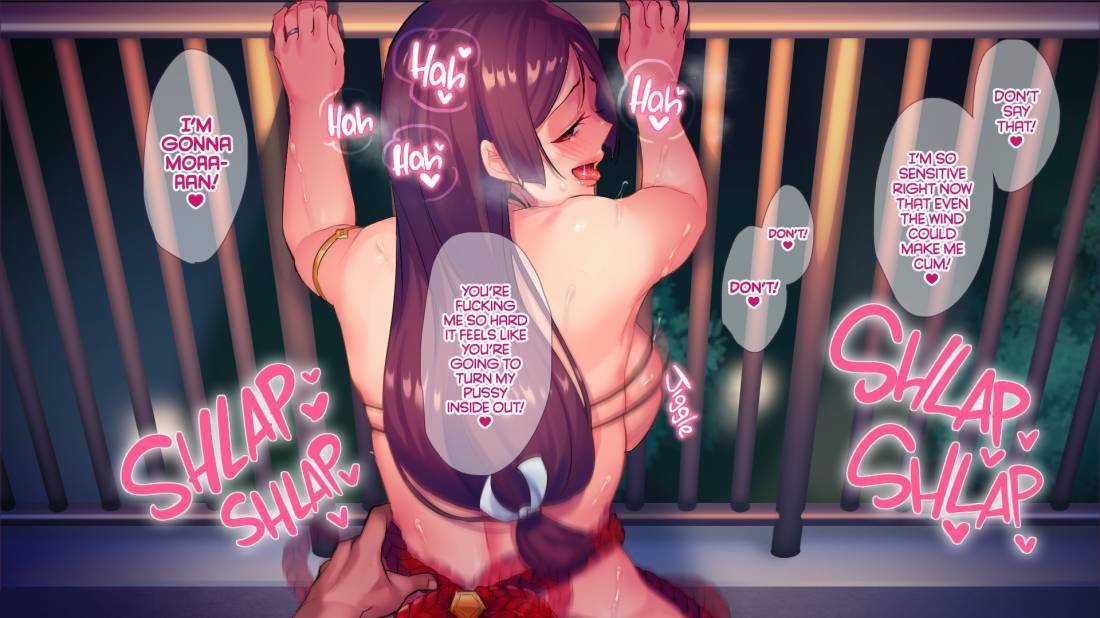 I'M
GONNA
MOAA-
AAN!
Hah
Hah
Hah
Hah
YOU'RE
FUCKING
ME SO HARD
IT FEELS LIKE
YOU'RE
GOING TO
TURN MY
PUSSY
INSIDE OUT!
SHLAP
SHLAP
DON'T
SAY
THAT!
I'M SO
SENSITIVE
RIGHT NOW
THAT EVEN
THE WIND
COULD
MAKE ME
CUM!
DON'T!
DON'T!
Jiggle
SHLAP
SHLAP